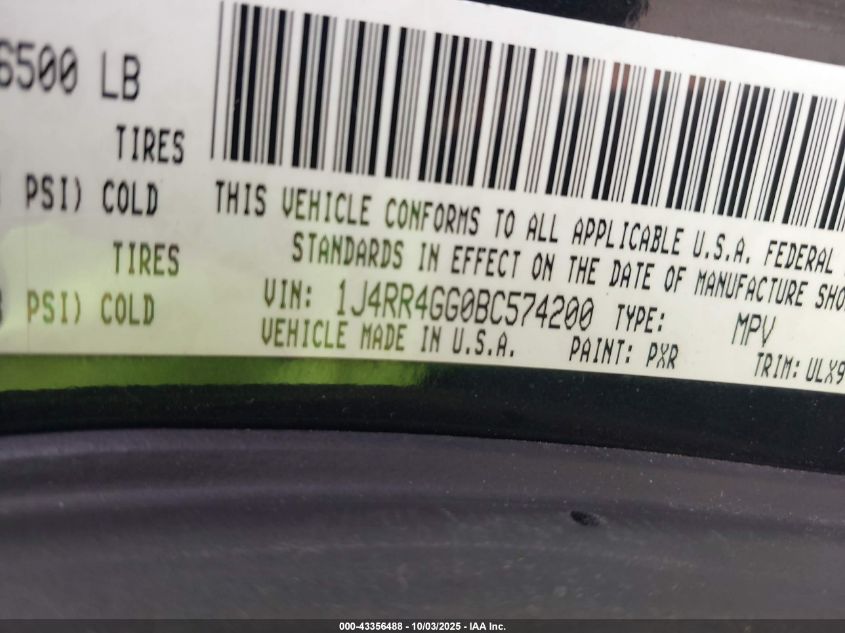 6500 LB
TIRES
PSI) COLD
TIRES
PSI) COLD
THIS VEHICLE CONFORMS TO ALL APPLICABLE U.S.A. FEDERAL
STANDARDS IN EFFECT ON THE DATE OF MANUFACTURE SHO
VIN: 1J4RR4GG0BC574200 TYPE: MPV
VEHICLE MADE IN U.S.A. PAINT: PXR TRIM: ULX9
000-43356488 - 10/03/2025 - IAA Inc.